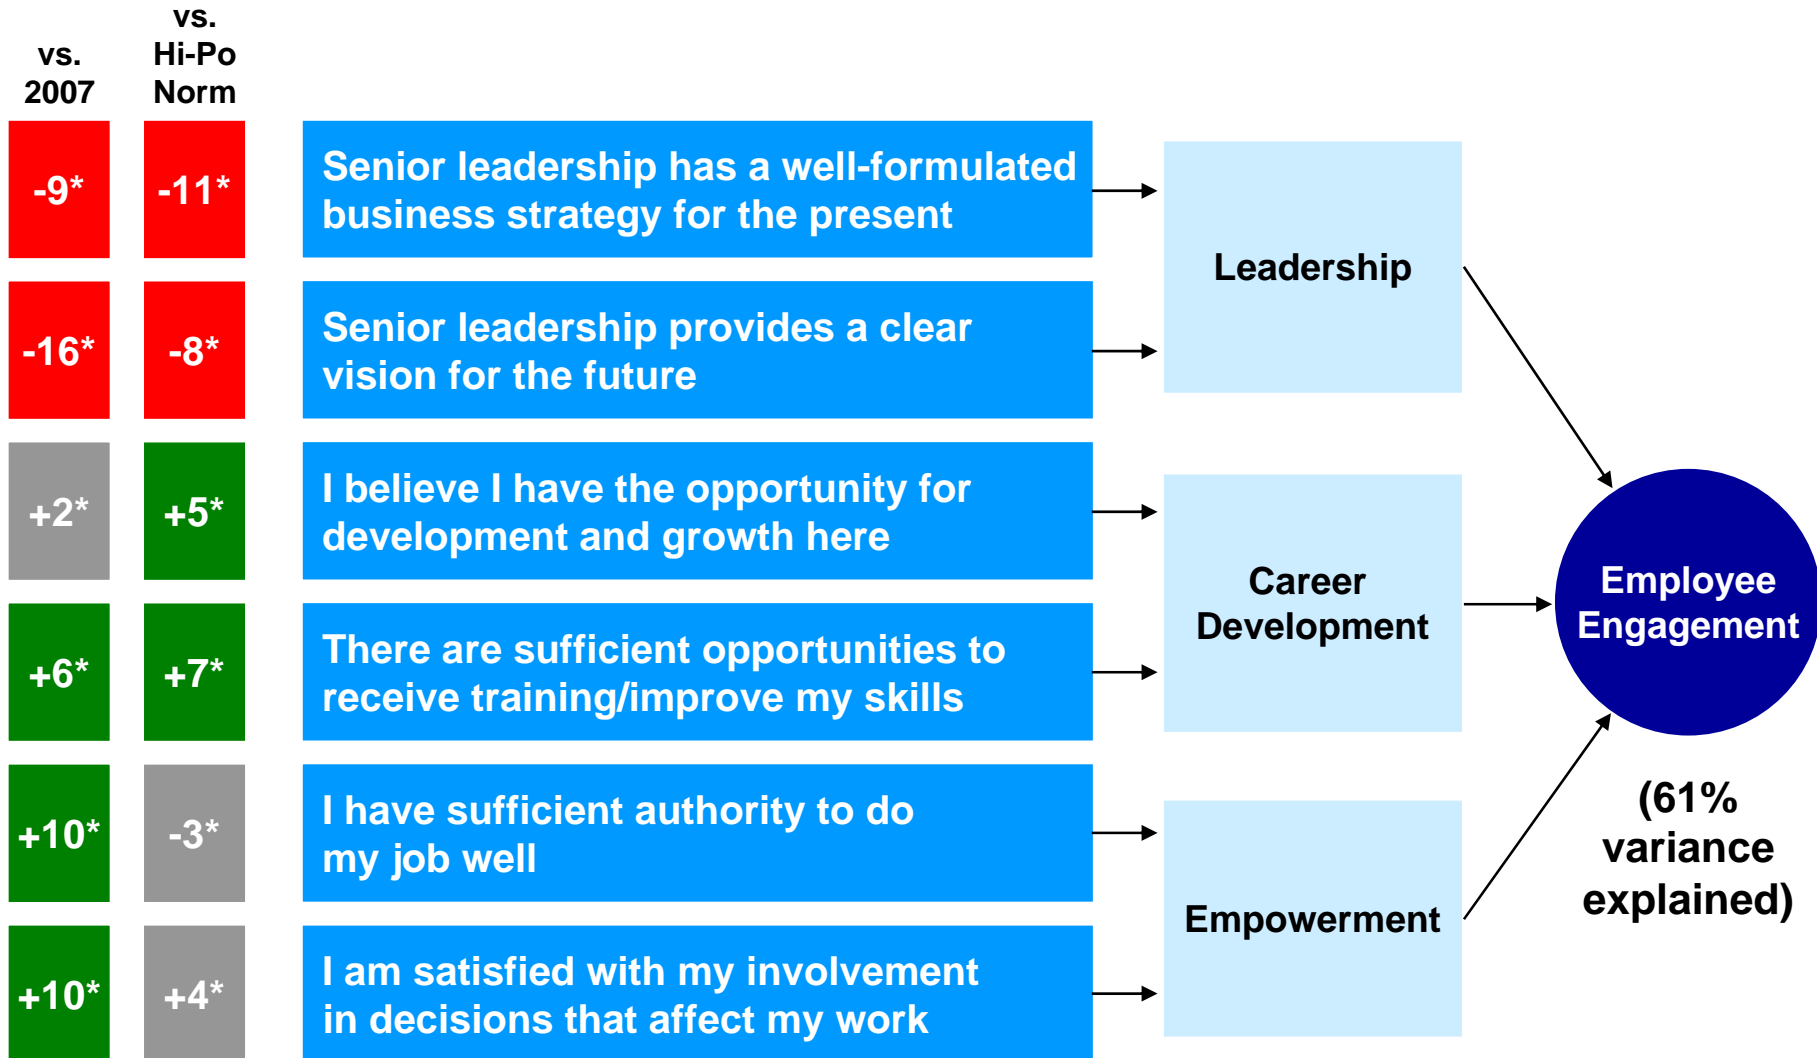 vs.
2007
vs.
Hi-Po
Norm
-9*
-11*
Senior leadership has a well-formulated
business strategy for the present
-16*
-8*
Senior leadership provides a clear
vision for the future
Leadership
+2*
+5*
I believe I have the opportunity for
development and growth here
+6*
+7*
There are sufficient opportunities to
receive training/improve my skills
Career
Development
+10*
-3*
I have sufficient authority to do
my job well
+10*
+4*
I am satisfied with my involvement
in decisions that affect my work
Empowerment
Employee
Engagement
(61%
variance
explained)